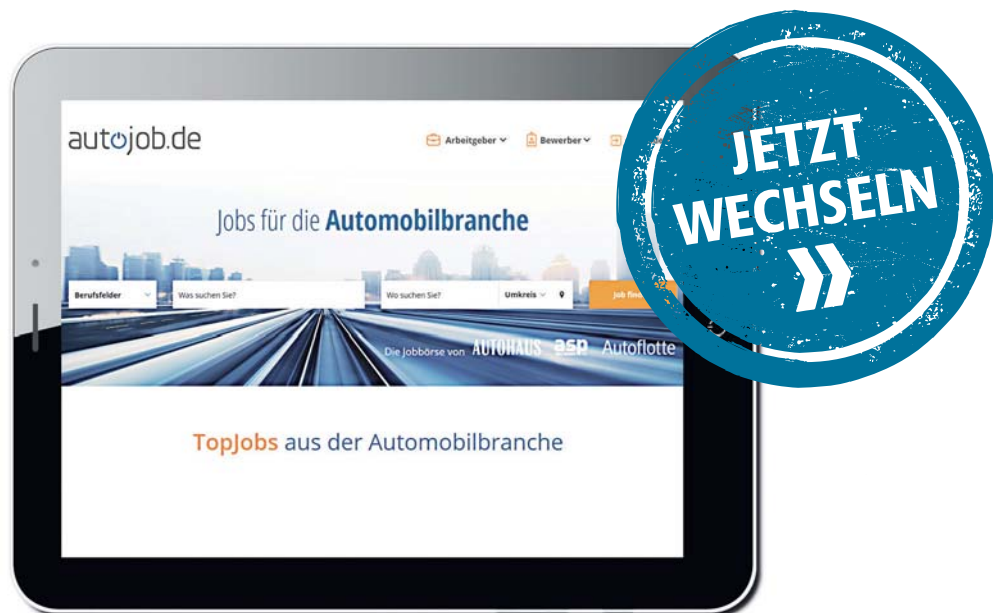 autojob.de
Arbeitgeber
Bewerber
JETZT
WECHSELN
Jobs für die Automobilbranche
Berufsfelder
Was suchen Sie?
Wo suchen Sie?
Umkreis
Die Jobbörse von AUTOHAUS asp Autoflotte
TopJobs aus der Automobilbranche